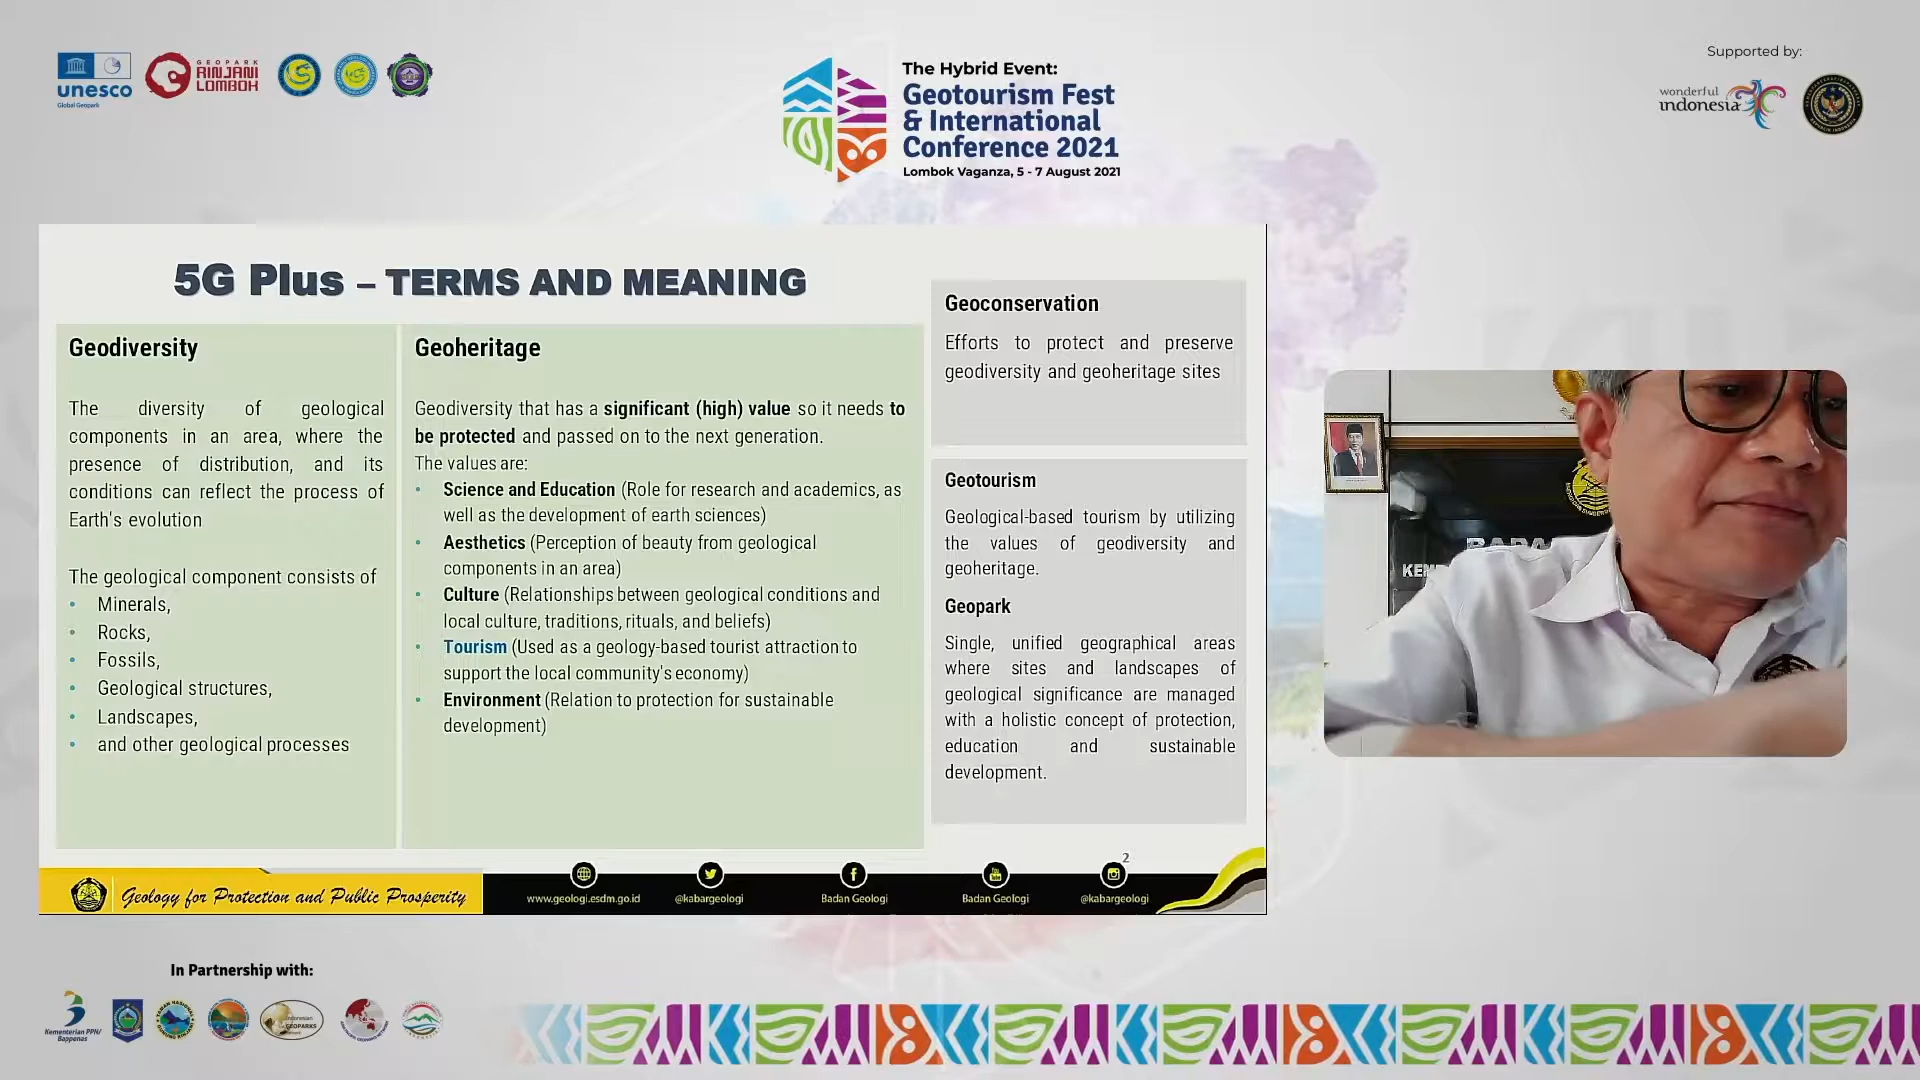 unesco
Global Geopark
GEOPARK
RINJANI
LOMBOK
The Hybrid Event:
Geotourism Fest
& International
Conference 2021
Lombok Vaganza, 5 - 7 August 2021
Supported by:
wonderful
indonesia
5G Plus – TERMS AND MEANING
Geodiversity
The diversity of geological
components in an area, where the
presence of distribution, and its
conditions can reflect the process of
Earth's evolution
The geological component consists of
• Minerals,
• Rocks,
• Fossils,
• Geological structures,
• Landscapes,
• and other geological processes
Geoheritage
Geodiversity that has a significant (high) value so it needs to
be protected and passed on to the next generation.
The values are:
• Science and Education (Role for research and academics, as
well as the development of earth sciences)
• Aesthetics (Perception of beauty from geological
components in an area)
• Culture (Relationships between geological conditions and
local culture, traditions, rituals, and beliefs)
• Tourism (Used as a geology-based tourist attraction to
support the local community's economy)
• Environment (Relation to protection for sustainable
development)
Geoconservation
Efforts to protect and preserve
geodiversity and geoheritage sites
Geotourism
Geological-based tourism by utilizing
the values of geodiversity and
geoheritage.
Geopark
Single, unified geographical areas
where sites and landscapes of
geological significance are managed
with a holistic concept of protection,
education and sustainable
development.
2
Geology for Protection and Public Prosperity
www.geologi.esdm.go.id
@kabargeologi
Badan Geologi
Badan Geologi
@kabargeologi
In Partnership with:
Kementerian PPN/
Bappenas